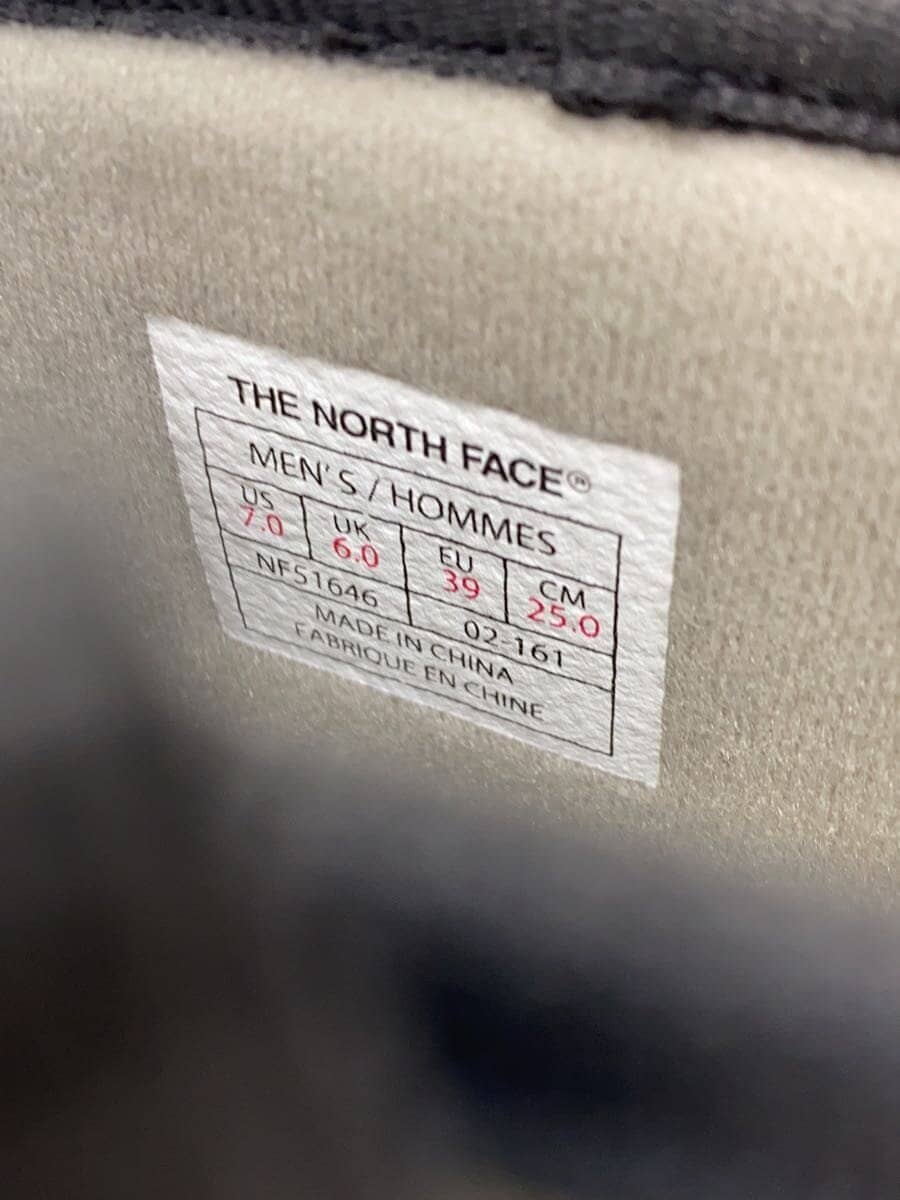 THE NORTH FACE®
MEN'S / HOMMES
US UK EU CM
7.0 6.0 39 25.0
NF51646 02-161
MADE IN CHINA
FABRIQUE EN CHINE